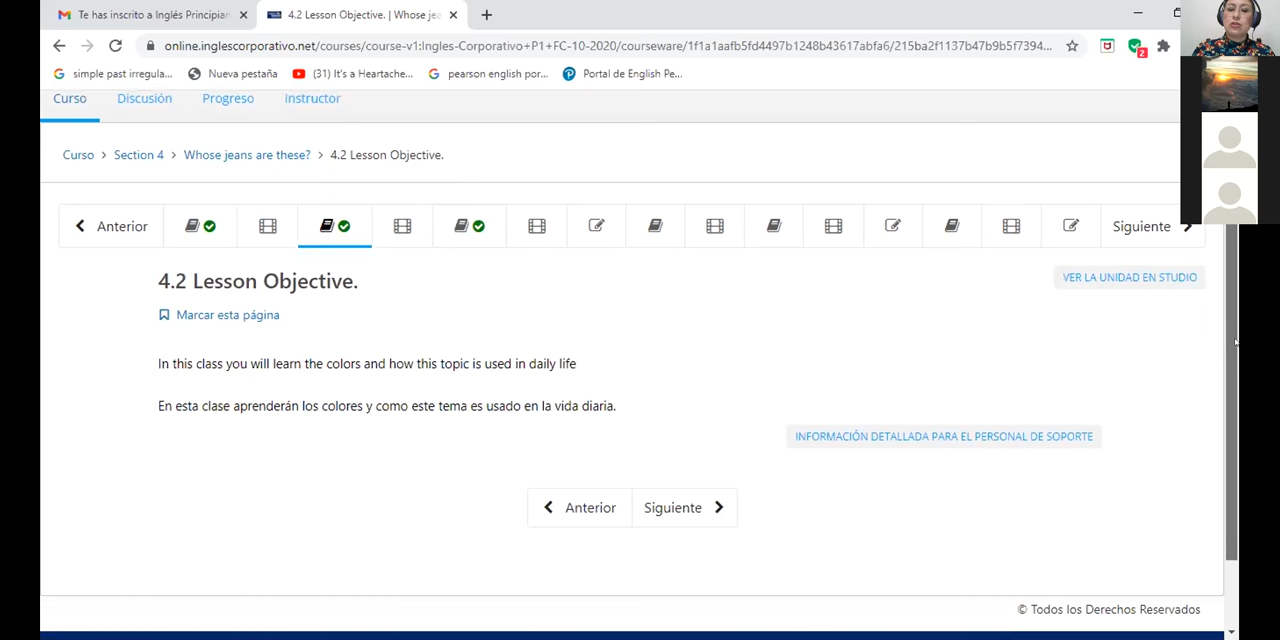 Te has inscrito a Inglés Principian
4.2 Lesson Objective. | Whose jea
online.inglescorporativo.net/courses/course-v1:Ingles-Corporativo+P1+FC-10-2020/courseware/1f1a1aafb5fd4497b1248b43617abfa6/215ba2f1137b47b9b5f7394...
2
simple past irregula...
Nueva pestaña
(31) It's a Heartache...
pearson english por...
Portal de English Pe...
Curso
Discusión
Progreso
Instructor
Curso > Section 4 > Whose jeans are these? > 4.2 Lesson Objective.
Anterior
Siguiente
4.2 Lesson Objective.
VER LA UNIDAD EN STUDIO
Marcar esta página
In this class you will learn the colors and how this topic is used in daily life
En esta clase aprenderán los colores y como este tema es usado en la vida diaria.
INFORMACIÓN DETALLADA PARA EL PERSONAL DE SOPORTE
Anterior
Siguiente
© Todos los Derechos Reservados